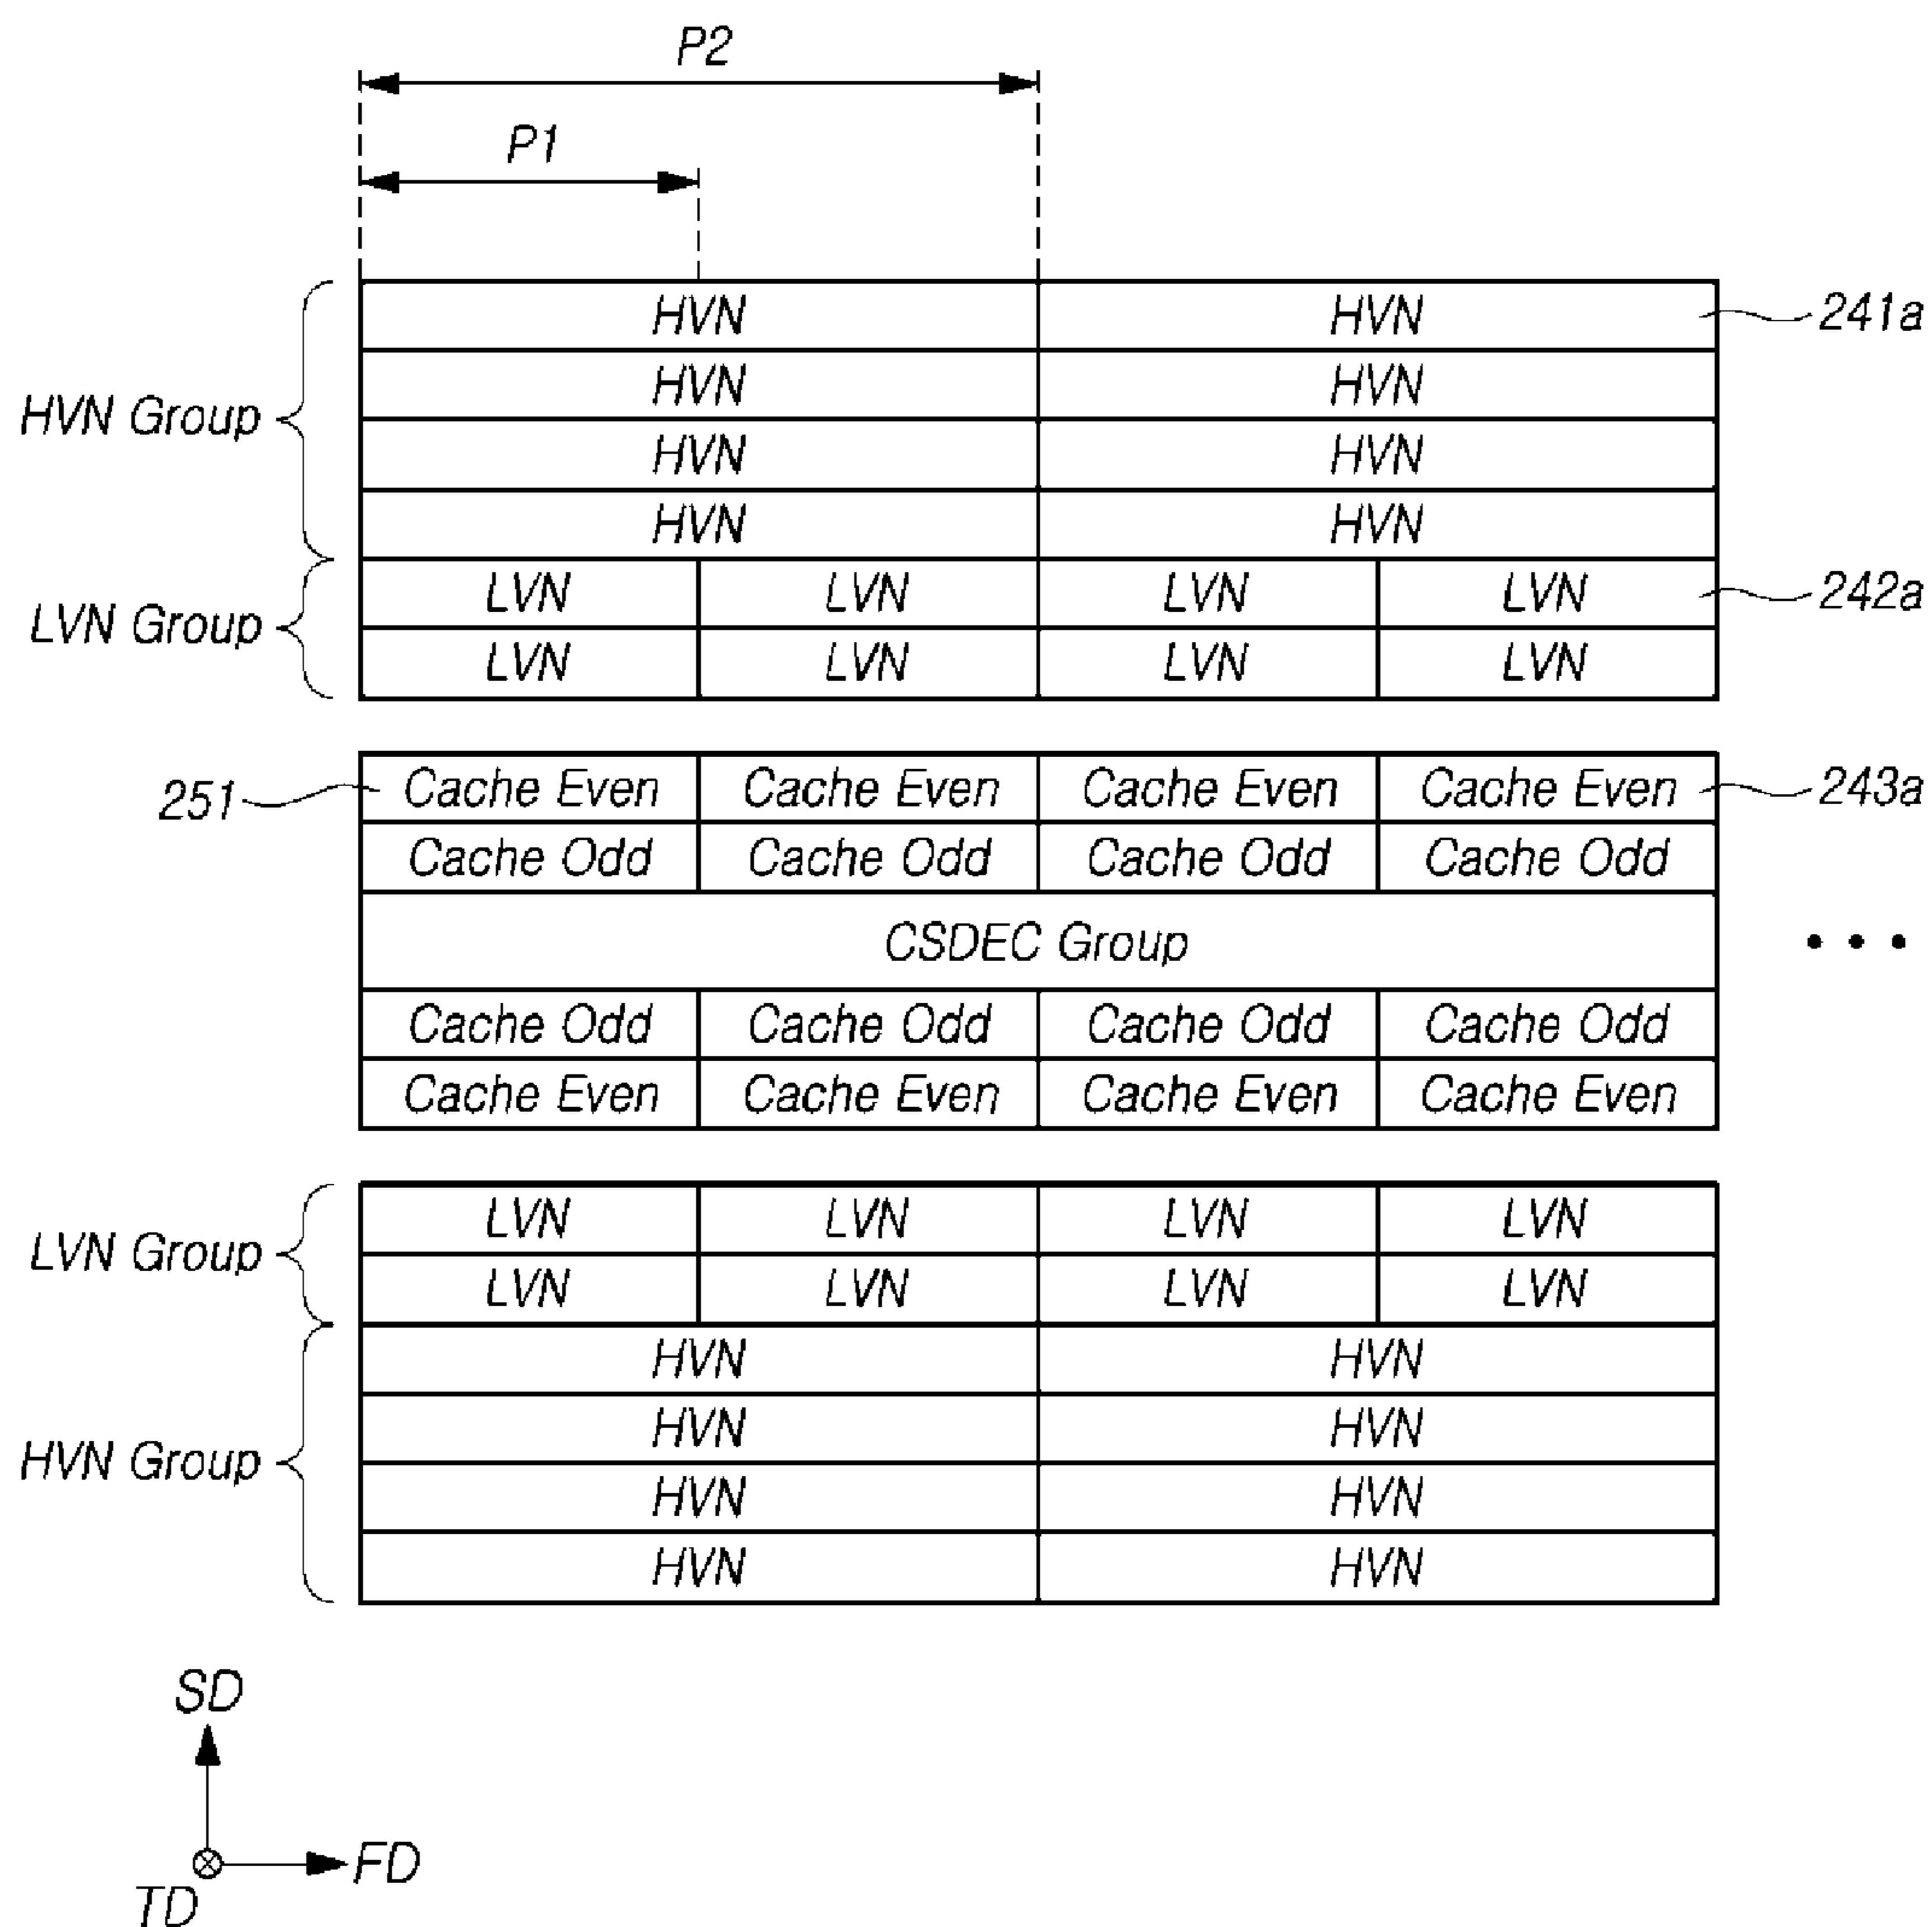 P2
P1
HVN HVN 241a
HVN HVN
HVN Group
HVN HVN
HVN HVN
LVN LVN LVN LVN 242a
LVN Group
LVN LVN LVN LVN
251 Cache Even Cache Even Cache Even Cache Even 243a
Cache Odd Cache Odd Cache Odd Cache Odd
CSDEC Group • • •
Cache Odd Cache Odd Cache Odd Cache Odd
Cache Even Cache Even Cache Even Cache Even
LVN LVN LVN LVN
LVN Group
LVN LVN LVN LVN
HVN HVN
HVN HVN
HVN Group
HVN HVN
HVN HVN
SD
FD
TD